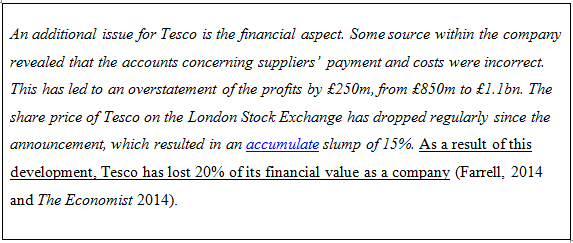 An additional issue for Tesco is the financial aspect. Some source within the company
revealed that the accounts concerning suppliers' payment and costs were incorrect.
This has led to an overstatement of the profits by £250m, from £850m to £1.1bn. The
share price of Tesco on the London Stock Exchange has dropped regularly since the
announcement, which resulted in an accumulate slump of 15%. As a result of this
development, Tesco has lost 20% of its financial value as a company (Farrell, 2014
and The Economist 2014).